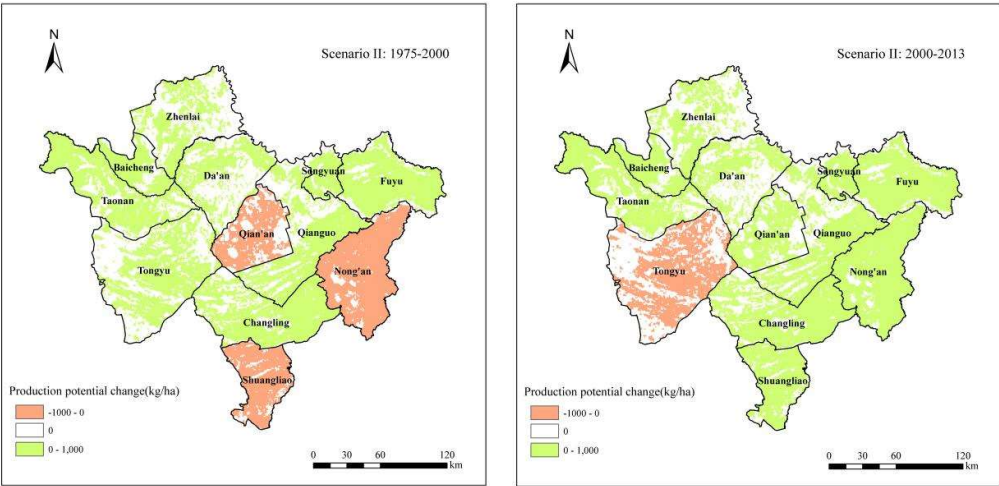 N
Scenario II: 1975-2000
Zhenlai
Baicheng
Da'an
Songyuan
Fuyu
Taonan
Qian'an
Qianguo
Tongyu
Nong'an
Changling
Shuangliao
Production potential change(kg/ha)
-1000 - 0
0
0 - 1,000
0 30 60 120
km
N
Scenario II: 2000-2013
Zhenlai
Baicheng
Da'an
Songyuan
Fuyu
Taonan
Qian'an
Qianguo
Tongyu
Nong'an
Changling
Shuangliao
Production potential change(kg/ha)
-1000 - 0
0
0 - 1,000
0 30 60 120
km